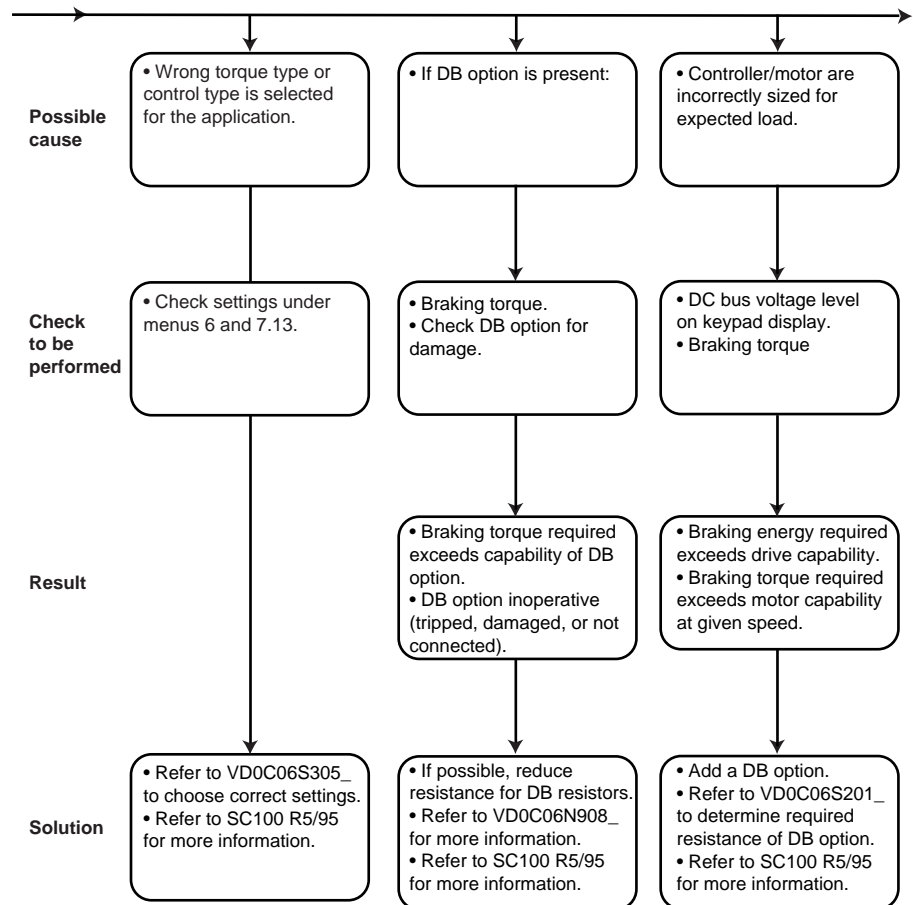 Possible
cause
• Wrong torque type or
control type is selected
for the application.
• If DB option is present:
• Controller/motor are
incorrectly sized for
expected load.
Check
to be
performed
• Check settings under
menus 6 and 7.13.
• Braking torque.
• Check DB option for
damage.
• DC bus voltage level
on keypad display.
• Braking torque
Result
• Braking torque required
exceeds capability of DB
option.
• DB option inoperative
(tripped, damaged, or not
connected).
• Braking energy required
exceeds drive capability.
• Braking torque required
exceeds motor capability
at given speed.
Solution
• Refer to VD0C06S305_
to choose correct settings.
• Refer to SC100 R5/95
for more information.
• If possible, reduce
resistance for DB resistors.
• Refer to VD0C06N908_
for more information.
• Refer to SC100 R5/95
for more information.
• Add a DB option.
• Refer to VD0C06S201_
to determine required
resistance of DB option.
• Refer to SC100 R5/95
for more information.